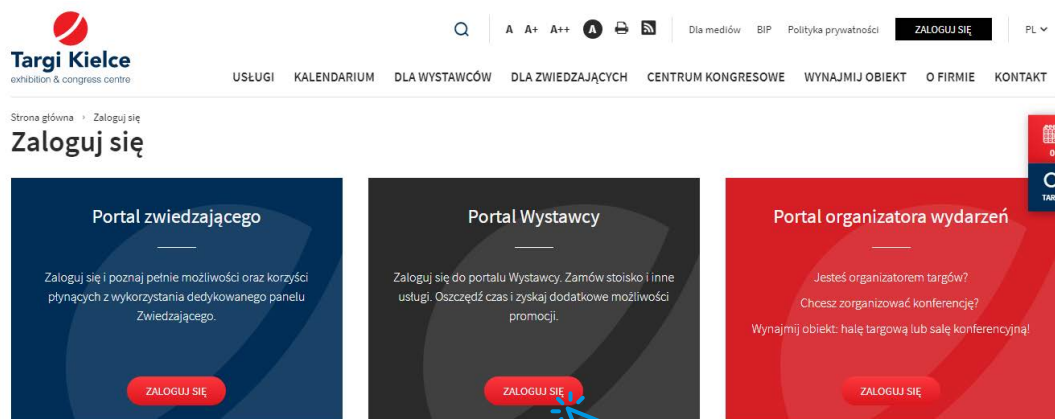 A A+ A++ A Dla mediów BIP Polityka prywatności ZALOGUJ SIĘ PL
Targi Kielce
exhibition & congress centre
USŁUGI KALENDARIUM DLA WYSTAWCÓW DLA ZWIEDZAJĄCYCH CENTRUM KONGRESOWE WYNAJMIJ OBIEKT O FIRMIE KONTAKT
Strona główna › Zaloguj się
Zaloguj się
Portal zwiedzającego
Zaloguj się i poznaj pełnie możliwości oraz korzyści
płynących z wykorzystania dedykowanego panelu
Zwiedzającego.
ZALOGUJ SIĘ
Portal Wystawcy
Zaloguj się do portalu Wystawcy. Zamów stoisko i inne
usługi. Oszczędź czas i zyskaj dodatkowe możliwości
promocji.
ZALOGUJ SIĘ
Portal organizatora wydarzeń
Jesteś organizatorem targów?
Chcesz zorganizować konferencję?
Wynajmij obiekt: halę targową lub salę konferencyjną!
ZALOGUJ SIĘ